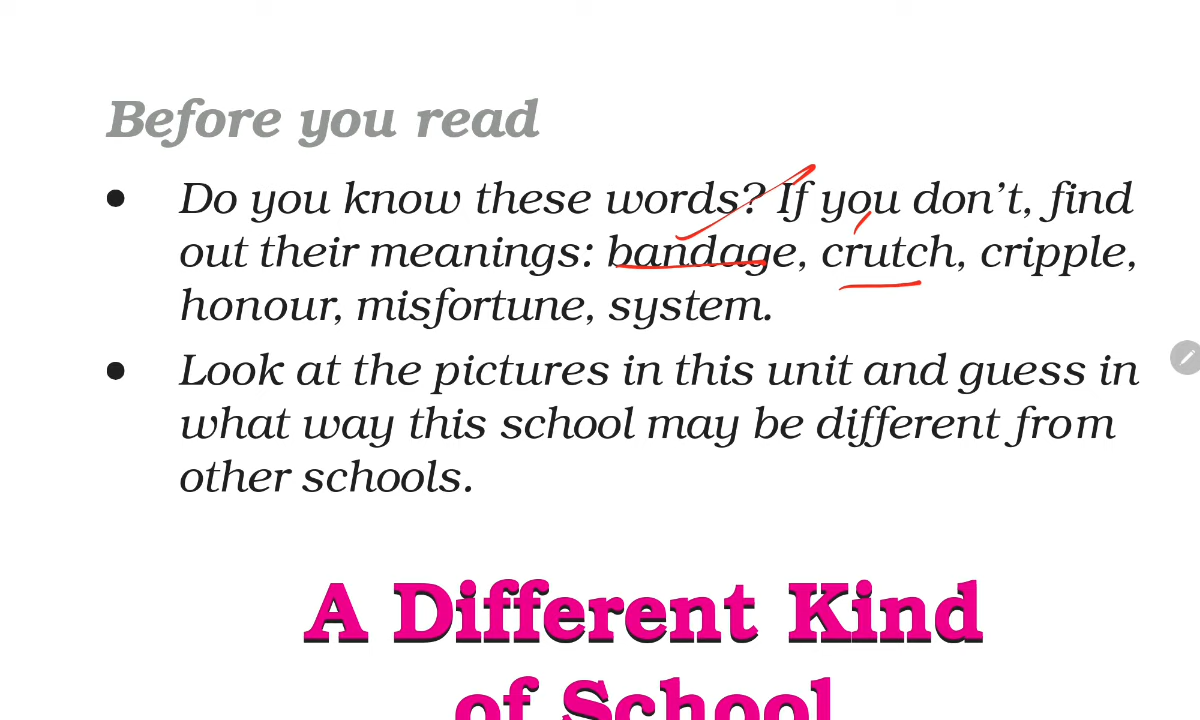 Before you read
• Do you know these words? If you don't, find
out their meanings: bandage, crutch, cripple,
honour, misfortune, system.
• Look at the pictures in this unit and guess in
what way this school may be different from
other schools.
A Different Kind
of School